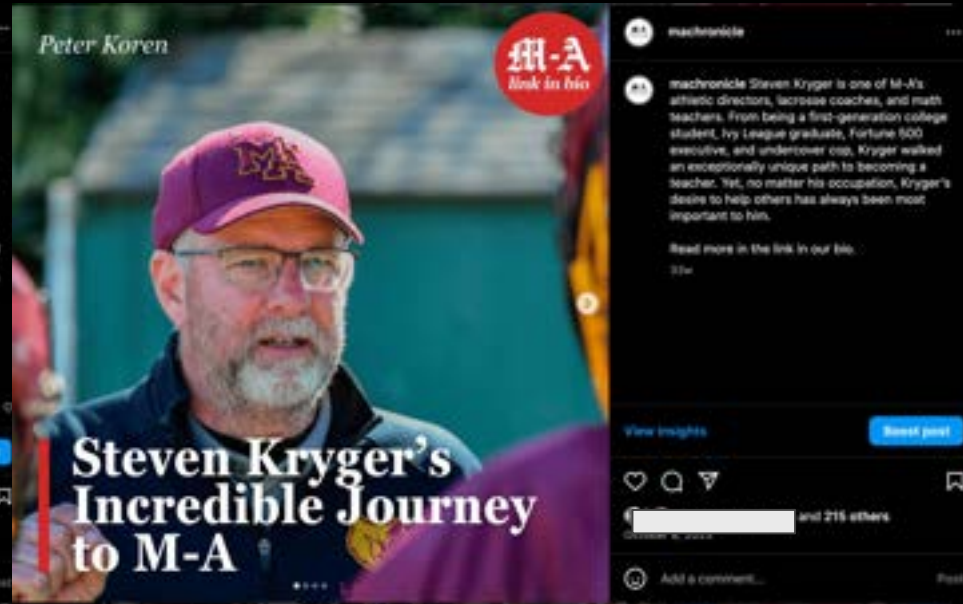 Peter Koren
M-A
link in bio
MA
Steven Kryger's
Incredible Journey
to M-A
machronicle
machronicle Steven Kryger is one of M-A's
athletic directors, lacrosse coaches, and math
teachers. From being a first-generation college
student, Ivy League graduate, Fortune 500
executive, and undercover cop, Kryger walked
an exceptionally unique path to becoming a
teacher. Yet, no matter his occupation, Kryger's
desire to help others has always been most
important to him.
Read more in the link in our bio.
View insights
Boost post
and 215 others
Add a comment...
Post